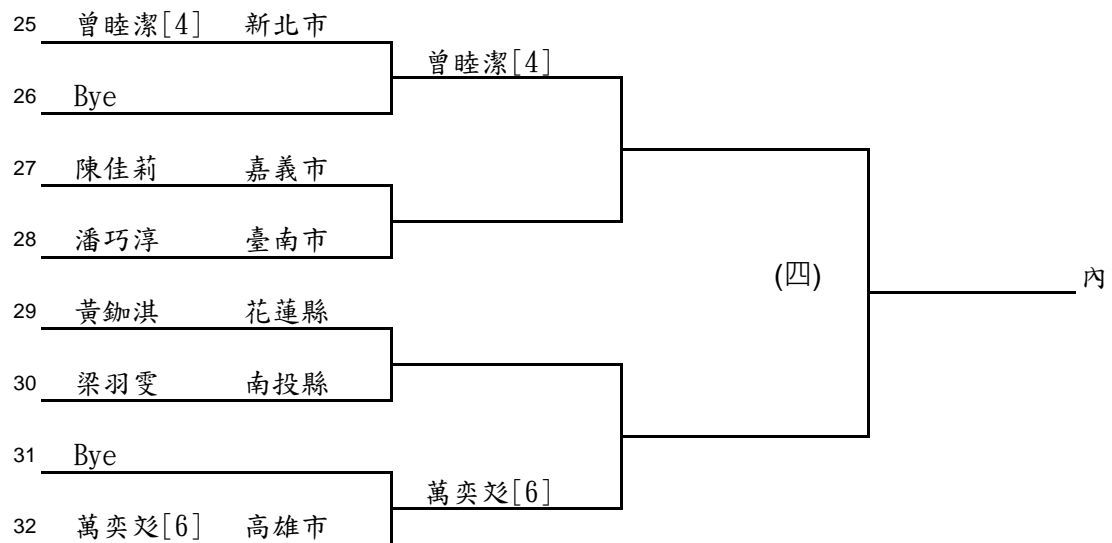 25 曾睦潔[4] 新北市
曾睦潔[4]
26 Bye
27 陳佳莉 嘉義市
28 潘巧淳 臺南市
(四) 內
29 黃鉫淇 花蓮縣
30 梁羽雯 南投縣
31 Bye
萬奕彣[6]
32 萬奕彣[6] 高雄市